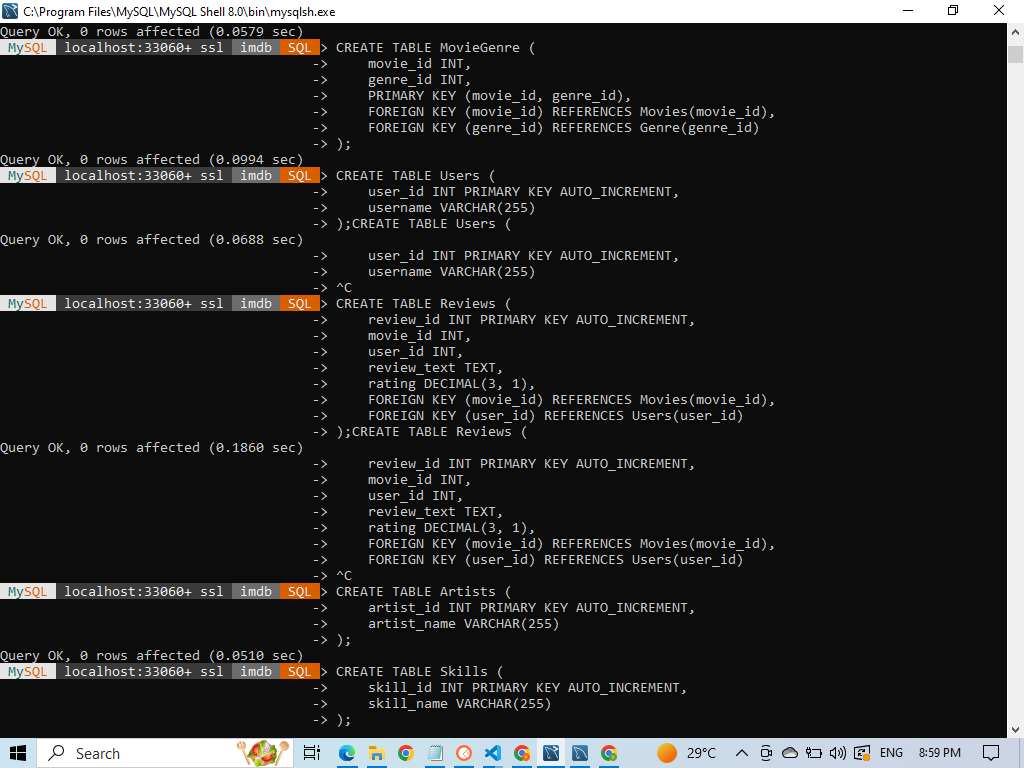 C:\Program Files\MySQL\MySQL Shell 8.0\bin\mysqlsh.exe
Query OK, 0 rows affected (0.0579 sec)
MySQL localhost:33060+ ssl imdb SQL > CREATE TABLE MovieGenre (
-> movie_id INT,
-> genre_id INT,
-> PRIMARY KEY (movie_id, genre_id),
-> FOREIGN KEY (movie_id) REFERENCES Movies(movie_id),
-> FOREIGN KEY (genre_id) REFERENCES Genre(genre_id)
-> );
Query OK, 0 rows affected (0.0994 sec)
MySQL localhost:33060+ ssl imdb SQL > CREATE TABLE Users (
-> user_id INT PRIMARY KEY AUTO_INCREMENT,
-> username VARCHAR(255)
-> );CREATE TABLE Users (
Query OK, 0 rows affected (0.0688 sec)
-> user_id INT PRIMARY KEY AUTO_INCREMENT,
-> username VARCHAR(255)
-> ^C
MySQL localhost:33060+ ssl imdb SQL > CREATE TABLE Reviews (
-> review_id INT PRIMARY KEY AUTO_INCREMENT,
-> movie_id INT,
-> user_id INT,
-> review_text TEXT,
-> rating DECIMAL(3, 1),
-> FOREIGN KEY (movie_id) REFERENCES Movies(movie_id),
-> FOREIGN KEY (user_id) REFERENCES Users(user_id)
-> );CREATE TABLE Reviews (
Query OK, 0 rows affected (0.1860 sec)
-> review_id INT PRIMARY KEY AUTO_INCREMENT,
-> movie_id INT,
-> user_id INT,
-> review_text TEXT,
-> rating DECIMAL(3, 1),
-> FOREIGN KEY (movie_id) REFERENCES Movies(movie_id),
-> FOREIGN KEY (user_id) REFERENCES Users(user_id)
-> ^C
MySQL localhost:33060+ ssl imdb SQL > CREATE TABLE Artists (
-> artist_id INT PRIMARY KEY AUTO_INCREMENT,
-> artist_name VARCHAR(255)
-> );
Query OK, 0 rows affected (0.0510 sec)
MySQL localhost:33060+ ssl imdb SQL > CREATE TABLE Skills (
-> skill_id INT PRIMARY KEY AUTO_INCREMENT,
-> skill_name VARCHAR(255)
-> );
Search 29°C ENG 8:59 PM